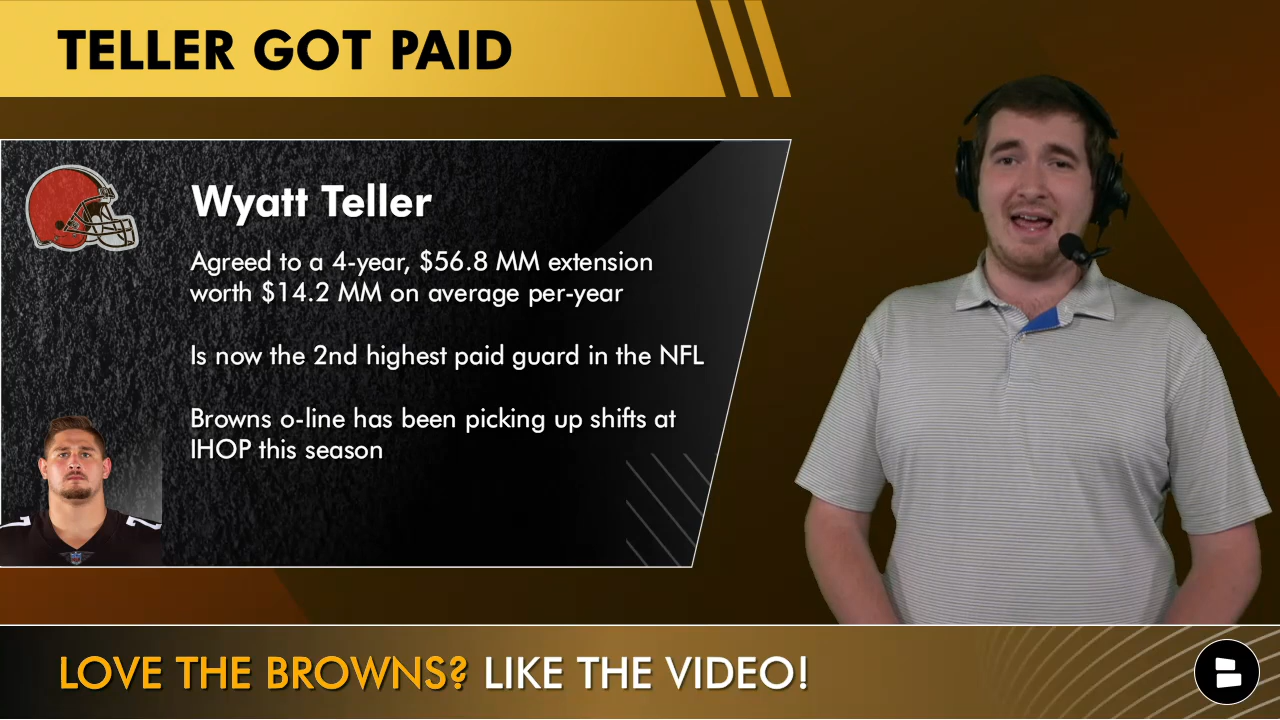 TELLER GOT PAID
Wyatt Teller
Agreed to a 4-year, $56.8 MM extension
worth $14.2 MM on average per-year
Is now the 2nd highest paid guard in the NFL
Browns o-line has been picking up shifts at
IHOP this season
LOVE THE BROWNS? LIKE THE VIDEO!